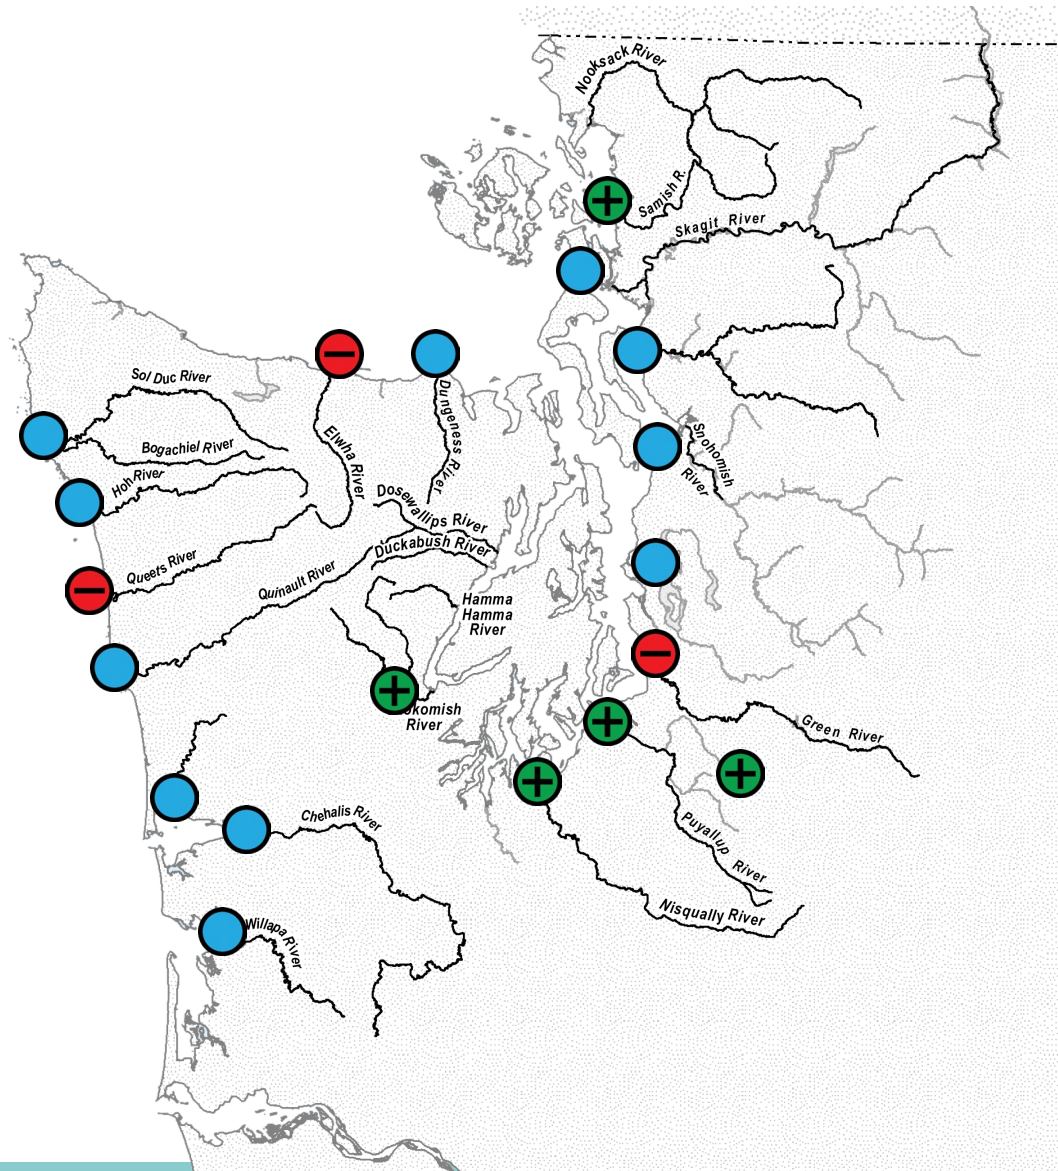 Nooksack River
Samish R.
Skagit River
Sol Duc River
Bogachiel River
Hoh River
Elwha River
Dungeness River
Snohomish
River
Dosewallips River
Duckabush River
Queets River
Quinault River
Hamma
Hamma
River
okomish
River
Green River
Chehalis River
Puyallup
River
Nisqually River
Willapa River